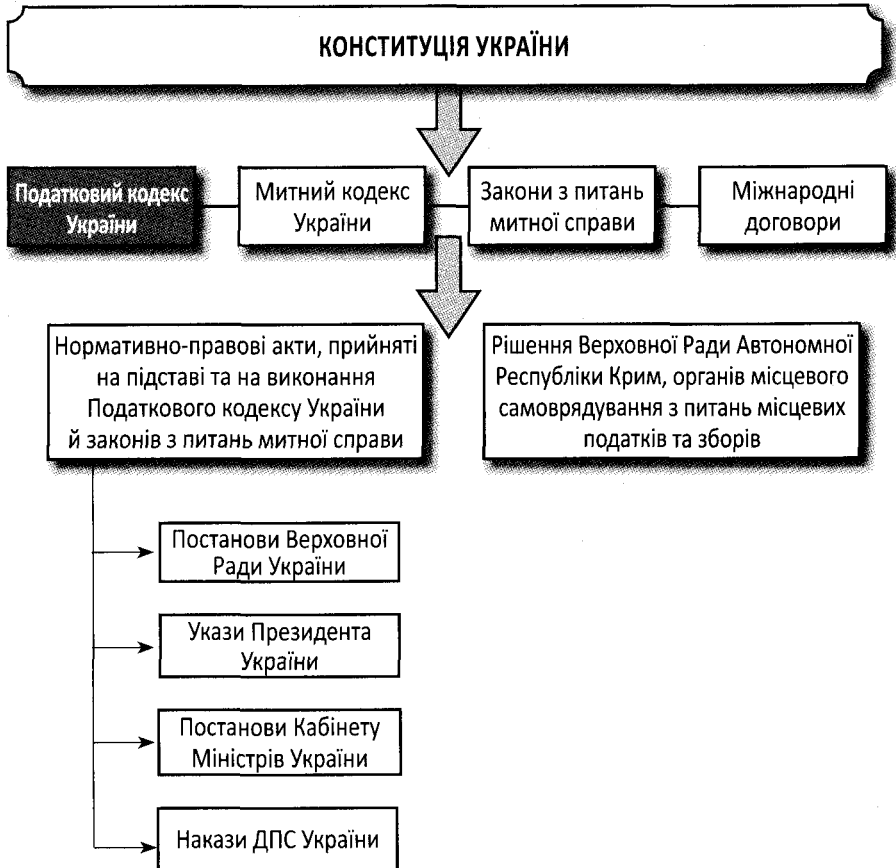 КОНСТИТУЦІЯ УКРАЇНИ
Податковий кодекс
України
Митний кодекс
України
Закони з питань
митної справи
Міжнародні
договори
Нормативно-правові акти, прийняті
на підставі та на виконання
Податкового кодексу України
й законів з питань митної справи
Рішення Верховної Ради Автономної
Республіки Крим, органів місцевого
самоврядування з питань місцевих
податків та зборів
Постанови Верховної
Ради України
Укази Президента
України
Постанови Кабінету
Міністрів України
Накази ДПС України